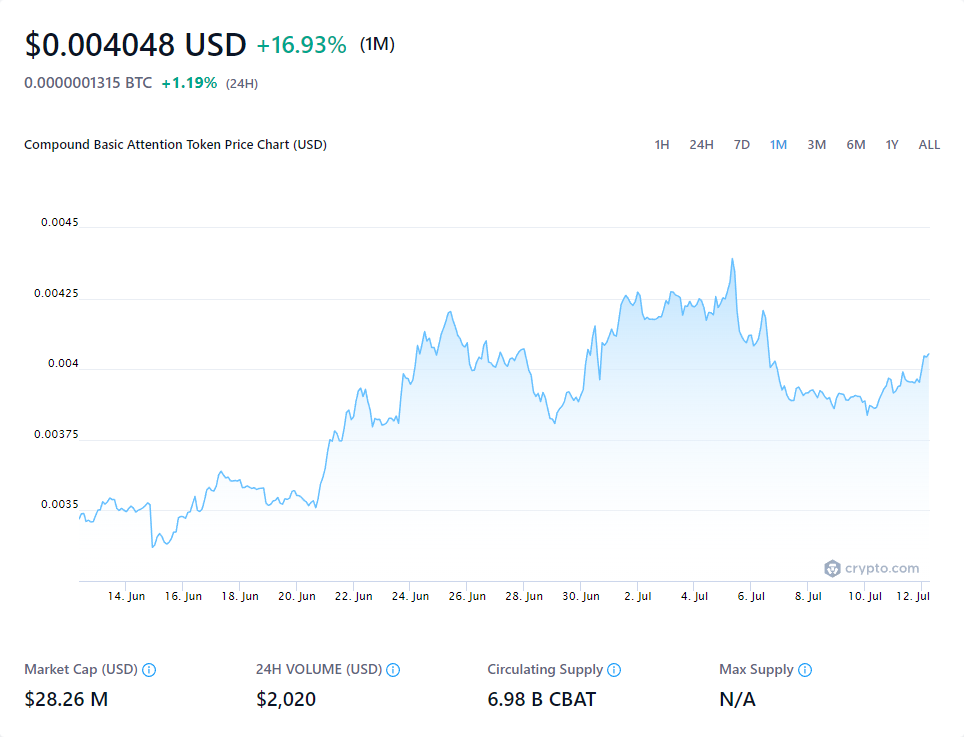 $0.004048 USD +16.93% (1M)
0.0000001315 BTC +1.19% (24H)
Compound Basic Attention Token Price Chart (USD) 1H 24H 7D 1M 3M 6M 1Y ALL
0.0045
0.00425
0.004
0.00375
0.0035
crypto.com
14. Jun 16. Jun 18. Jun 20. Jun 22. Jun 24. Jun 26. Jun 28. Jun 30. Jun 2. Jul 4. Jul 6. Jul 8. Jul 10. Jul 12. Jul
Market Cap (USD) 24H VOLUME (USD) Circulating Supply Max Supply
$28.26 M $2,020 6.98 B CBAT N/A